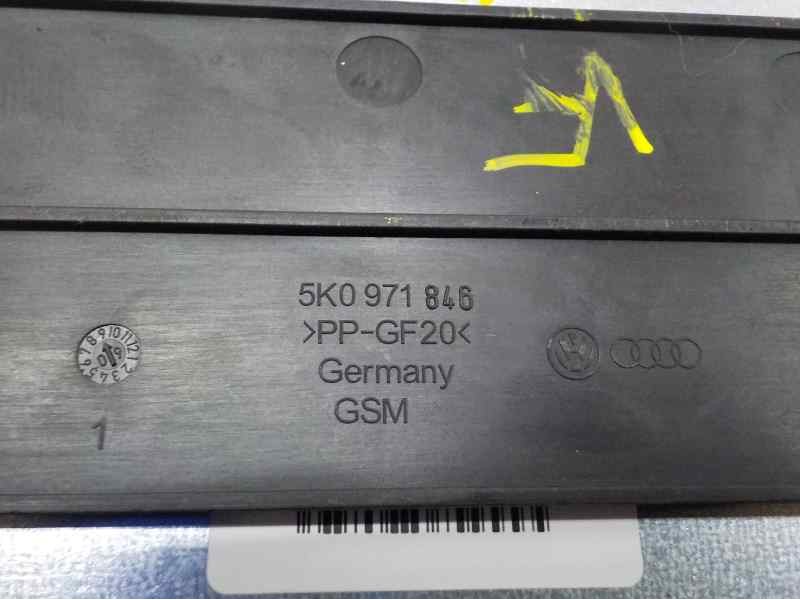 5K0 971 846
>PP-GF20<
Germany
GSM
1